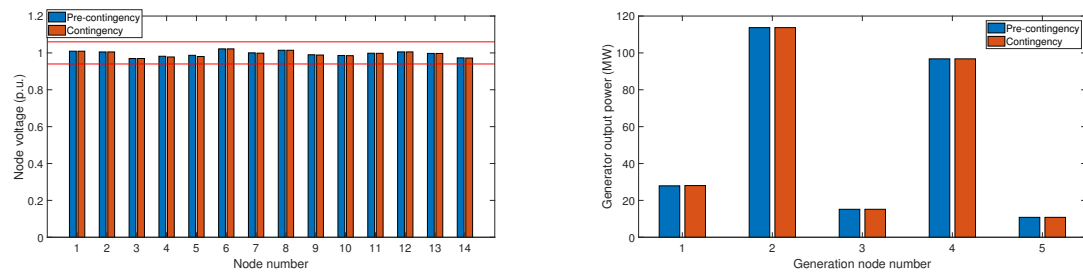 1.2
1
0.8
0.6
0.4
0.2
0
Node voltage (p.u.)
Pre-contingency
Contingency
1 2 3 4 5 6 7 8 9 10 11 12 13 14
Node number
120
100
80
60
40
20
0
Generator output power (MW)
Pre-contingency
Contingency
1 2 3 4 5
Generation node number